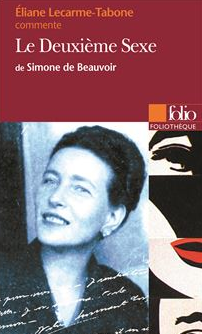 Éliane Lecarme-Tabone
commente
Le Deuxième Sexe
de Simone de Beauvoir
folio
FOLIOTHÈQUE